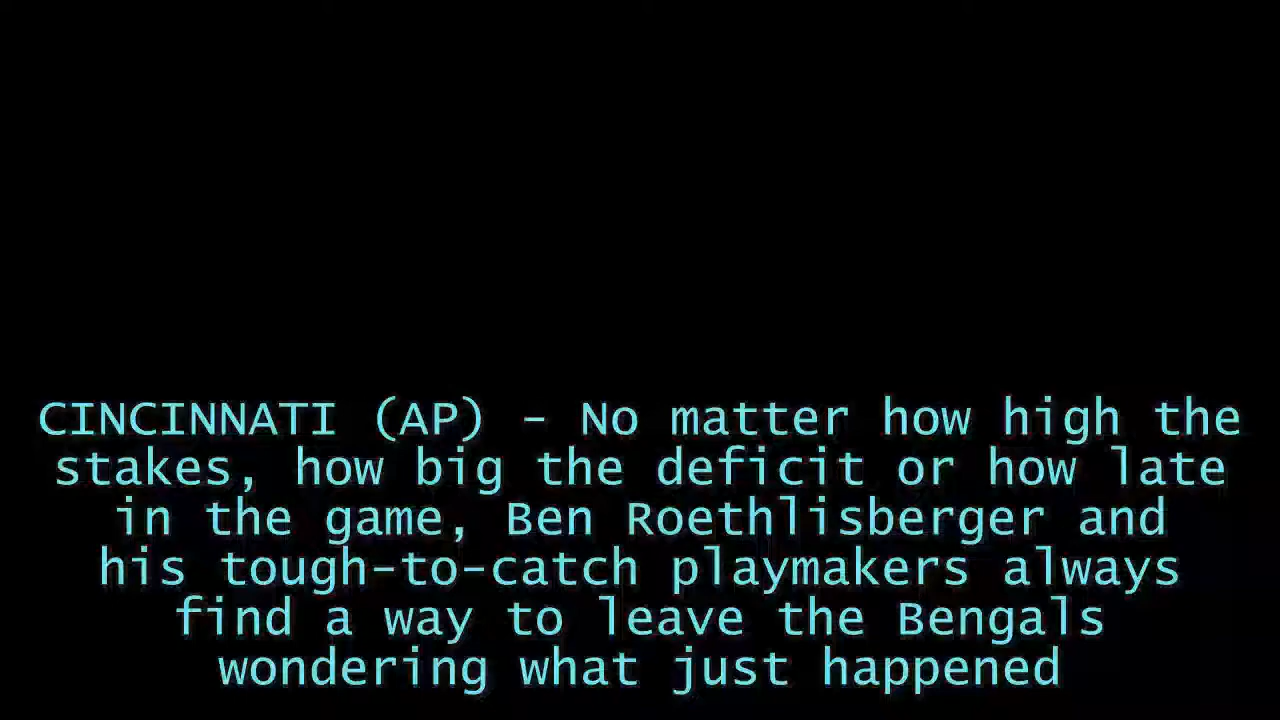 CINCINNATI (AP) - No matter how high the
stakes, how big the deficit or how late
in the game, Ben Roethlisberger and
his tough-to-catch playmakers always
find a way to leave the Bengals
wondering what just happened